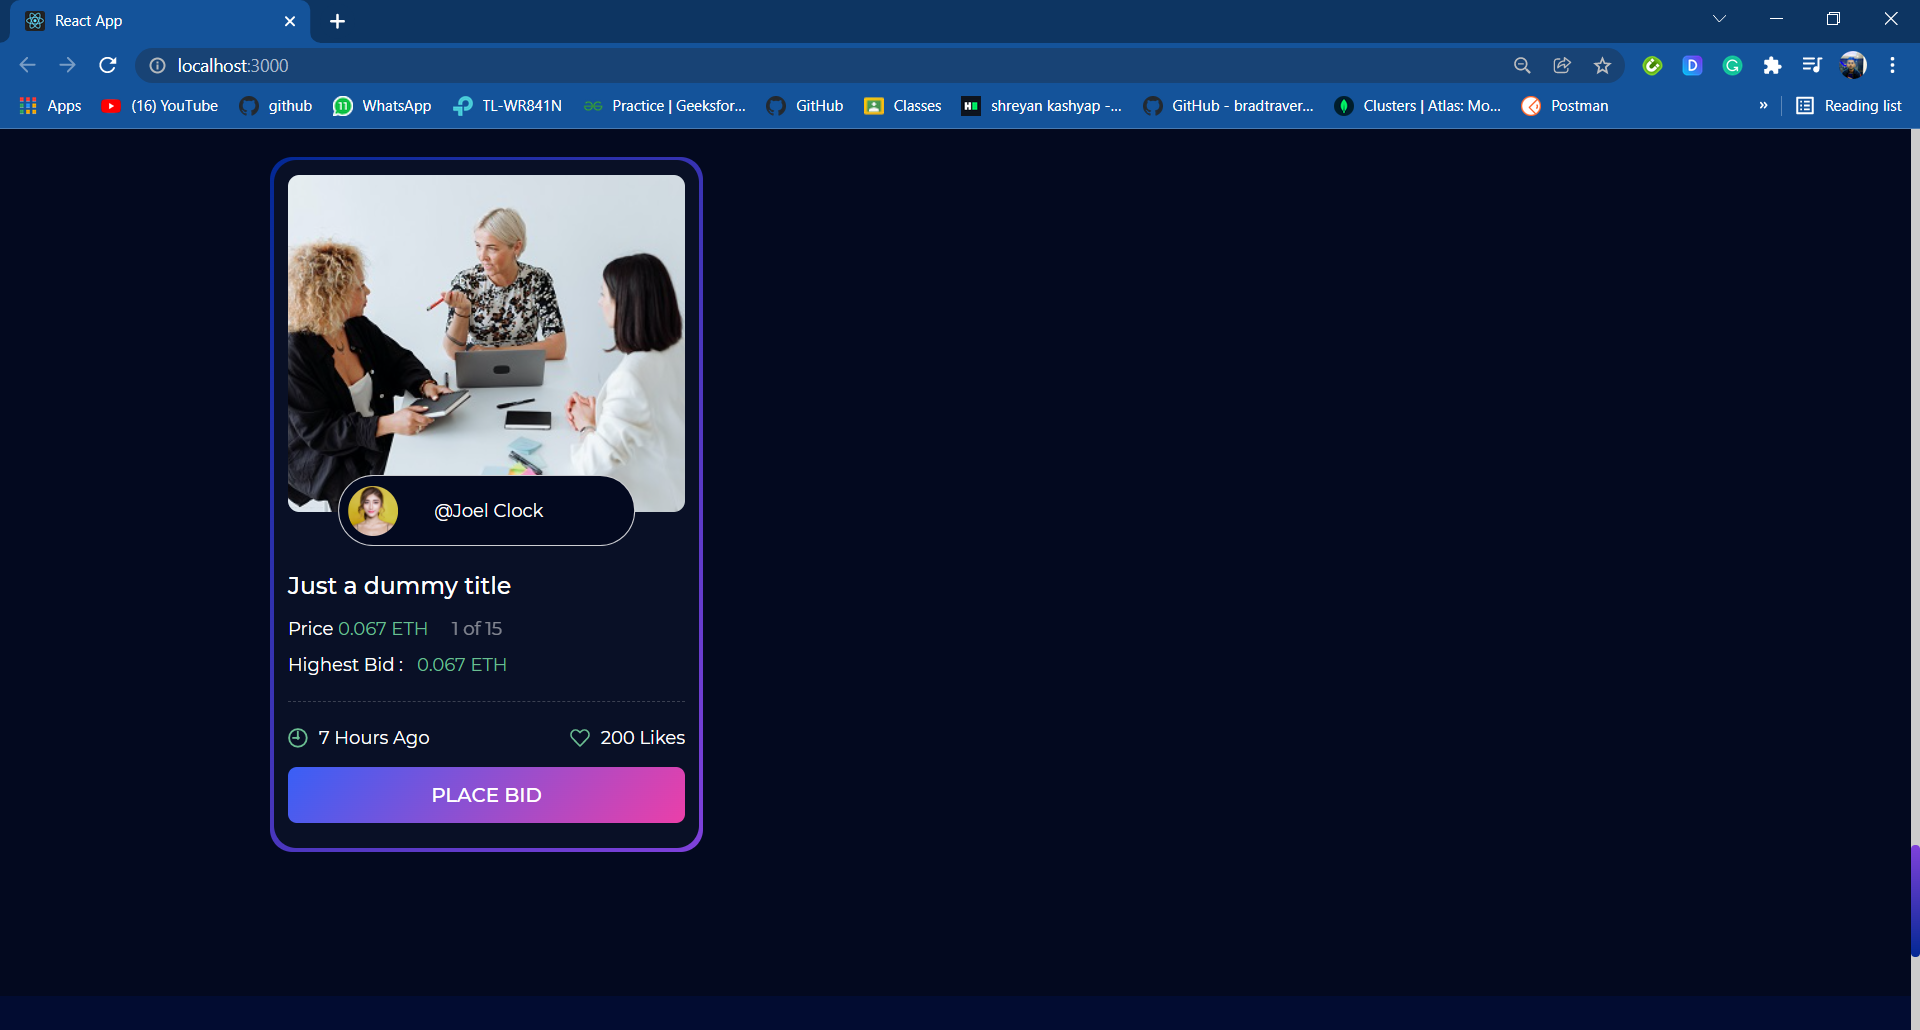 React App
localhost:3000
Apps (16) YouTube github WhatsApp TL-WR841N Practice | Geeksfor... GitHub Classes shreyan kashyap -... GitHub - bradtraver... Clusters | Atlas: Mo... Postman » Reading list
@Joel Clock
Just a dummy title
Price 0.067 ETH 1 of 15
Highest Bid : 0.067 ETH
7 Hours Ago 200 Likes
PLACE BID